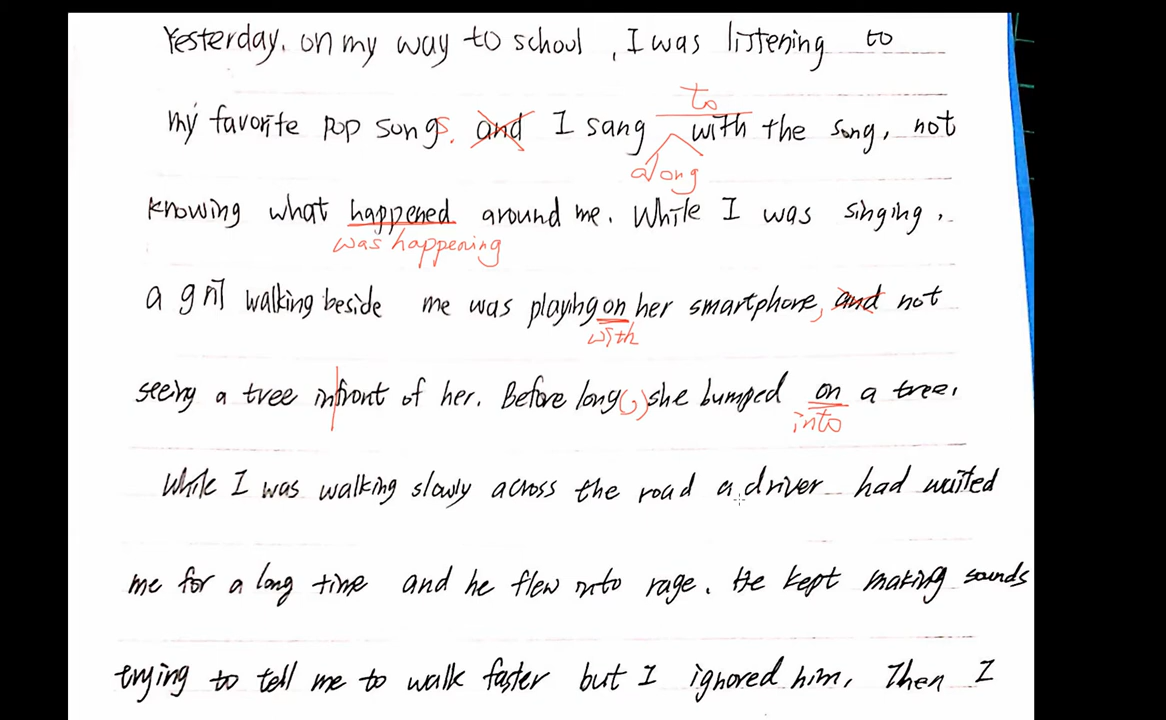 Yesterday. on my way to school, I was listening to
to
my favorite pop songs. and I sang with the song, not
along
knowing what happened around me. While I was singing,
was happening
a girl walking beside me was playing on her smartphone, and not
with
seeing a tree in front of her. Before long (,) she bumped on a tree.
into
While I was walking slowly across the road a driver had waited
me for a long time and he flew into rage. He kept making sounds
trying to tell me to walk faster but I ignored him. Then I